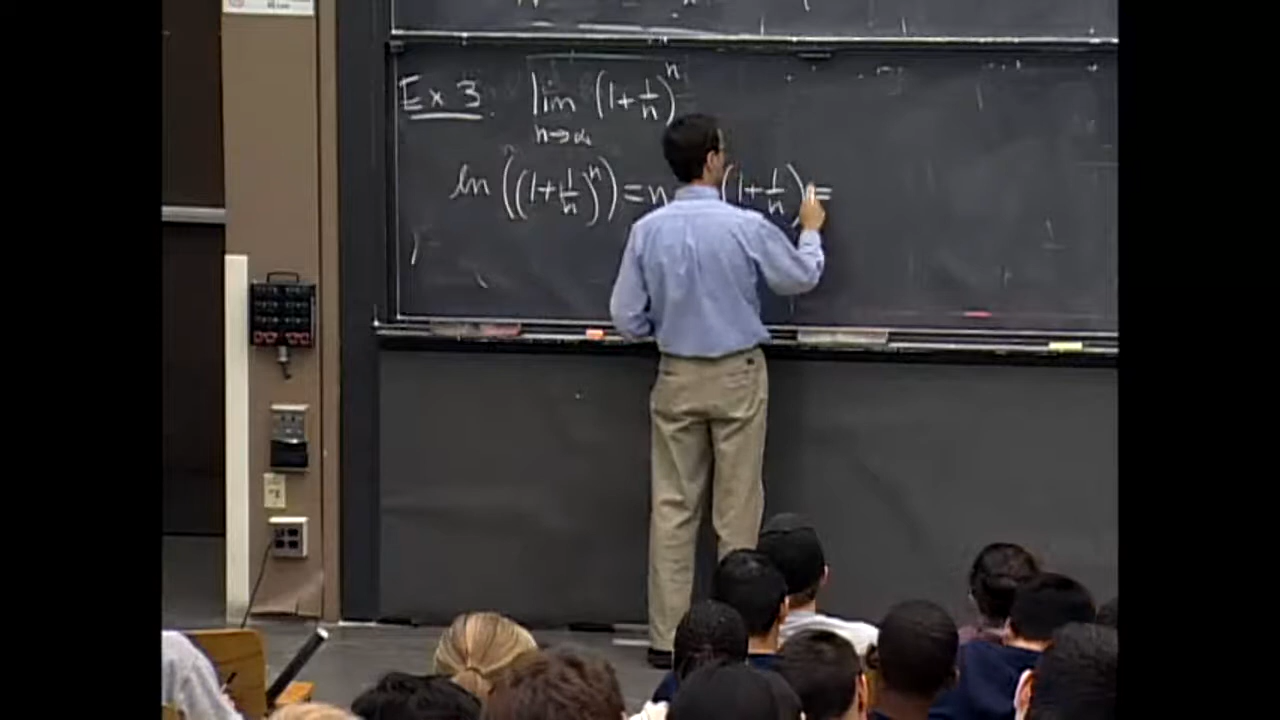 Ex 3. lim (1+1/n)^n
n→∞
ln((1+1/n)^n) = n (1+1/n) =